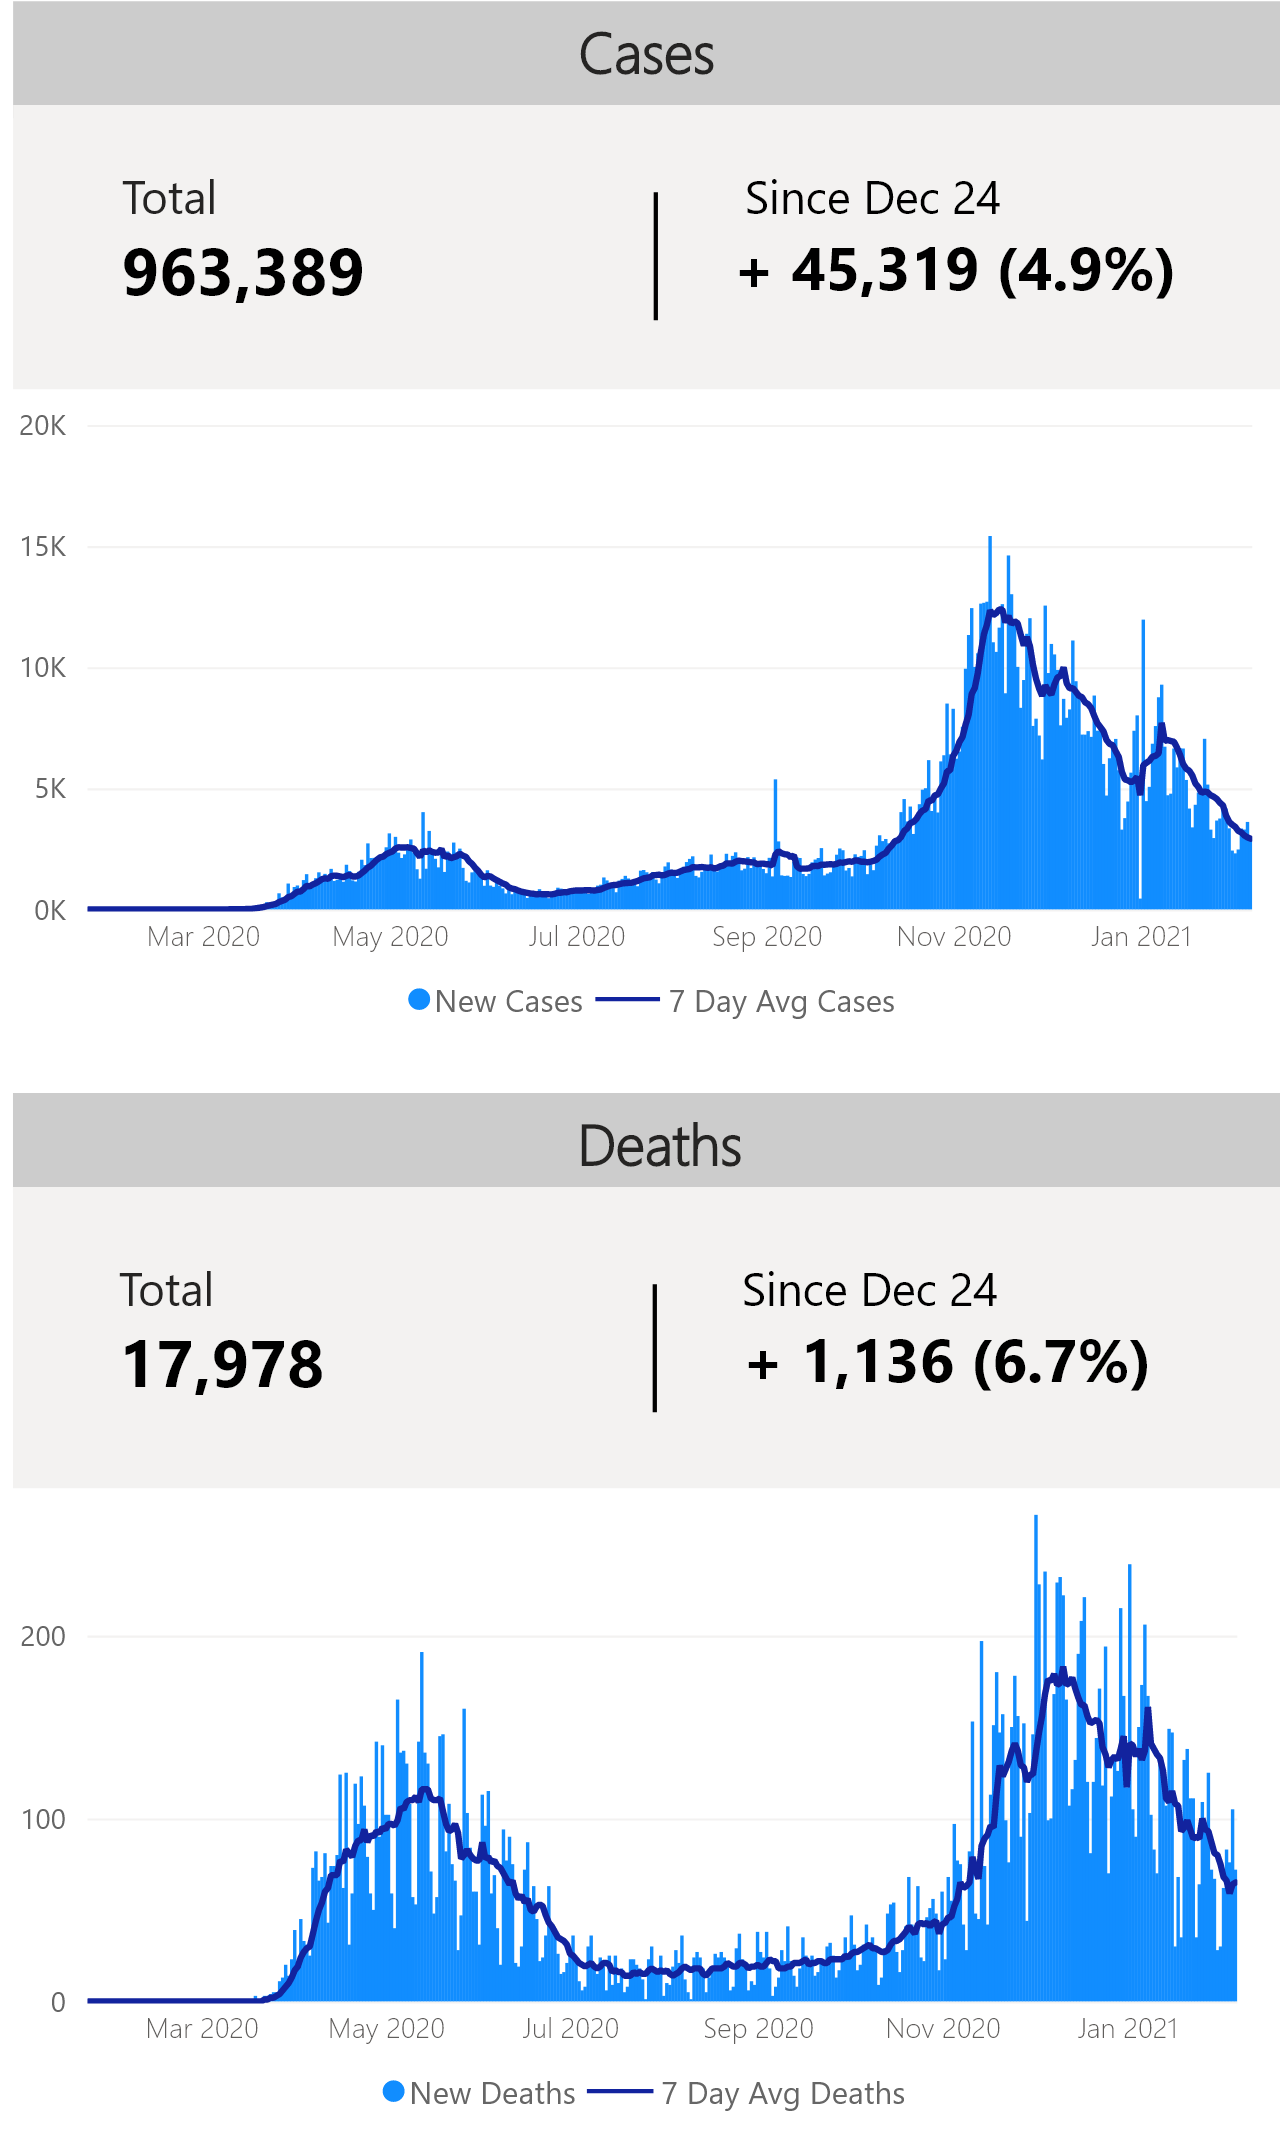 Cases
Total
Since Dec 24
963,389
+ 45,319 (4.9%)
20K
15K
10K
5K
0K
Mar 2020 May 2020 Jul 2020 Sep 2020 Nov 2020 Jan 2021
New Cases 7 Day Avg Cases
Deaths
Total
Since Dec 24
17,978
+ 1,136 (6.7%)
200
100
0
Mar 2020 May 2020 Jul 2020 Sep 2020 Nov 2020 Jan 2021
New Deaths 7 Day Avg Deaths